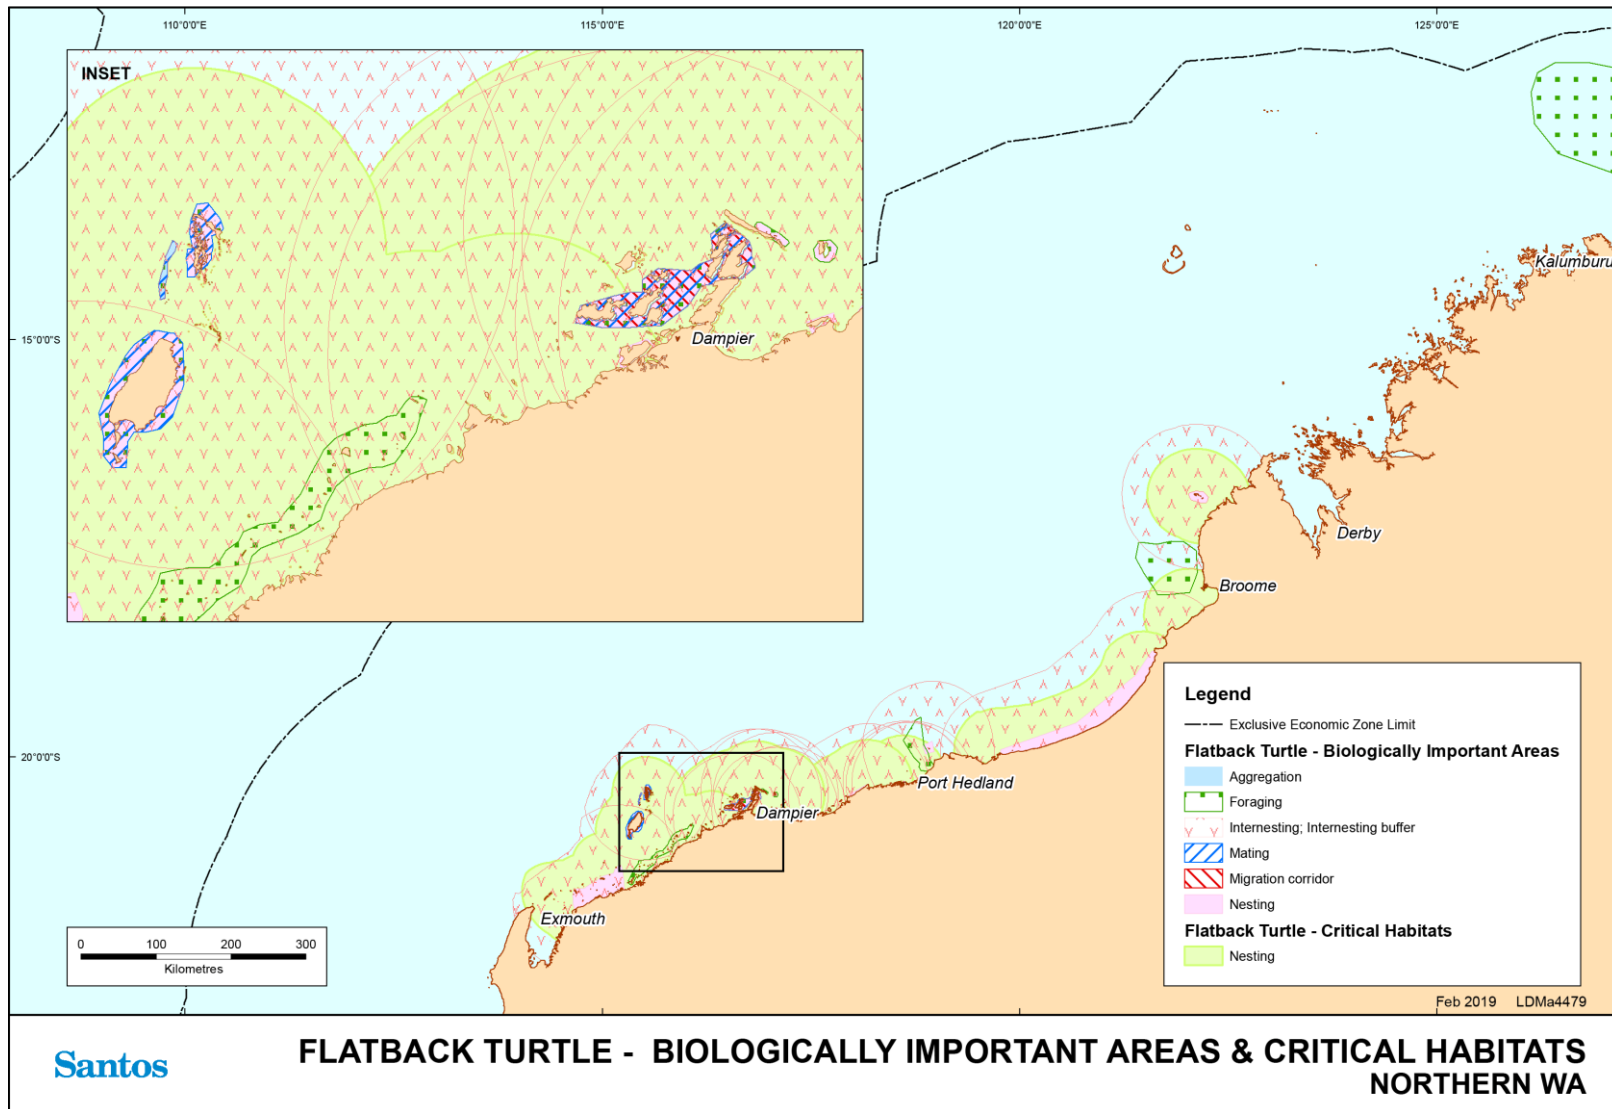 110°0'0"E
115°0'0"E
120°0'0"E
125°0'0"E
INSET
Kalumburu
15°0'0"S
Dampier
Derby
Broome
20°0'0"S
Port Hedland
Dampier
Exmouth
Legend
Exclusive Economic Zone Limit
Flatback Turtle - Biologically Important Areas
Aggregation
Foraging
Internesting; Internesting buffer
Mating
Migration corridor
Nesting
Flatback Turtle - Critical Habitats
Nesting
0 100 200 300
Kilometres
Feb 2019 LDMa4479
Santos
FLATBACK TURTLE - BIOLOGICALLY IMPORTANT AREAS & CRITICAL HABITATS
NORTHERN WA